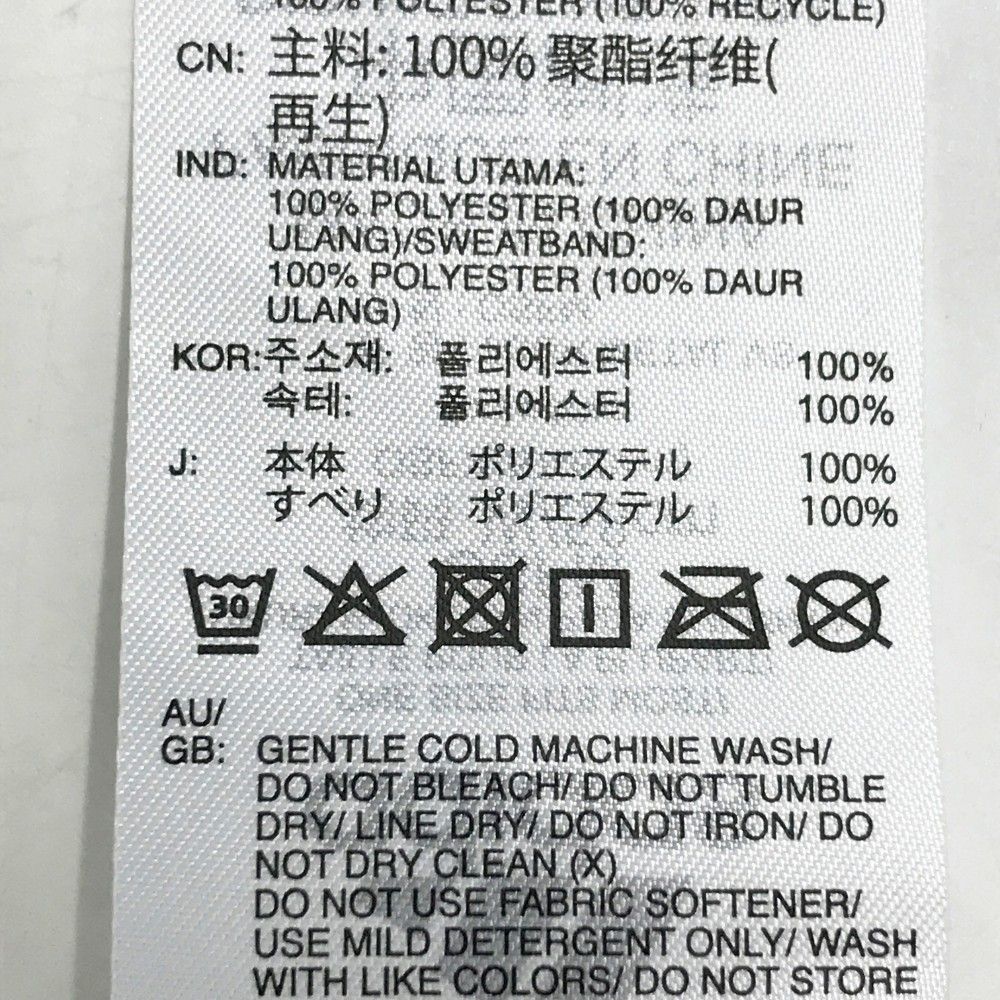 100% POLYESTER (100% RECYCLE)
CN: 主料: 100% 聚酯纤维(
再生)
IND: MATERIAL UTAMA:
100% POLYESTER (100% DAUR
ULANG)/SWEATBAND:
100% POLYESTER (100% DAUR
ULANG)
KOR: 주소재: 폴리에스터 100%
속테: 폴리에스터 100%
J: 本体 ポリエステル 100%
すべり ポリエステル 100%
30
AU/
GB: GENTLE COLD MACHINE WASH/
DO NOT BLEACH/ DO NOT TUMBLE
DRY/ LINE DRY/ DO NOT IRON/ DO
NOT DRY CLEAN (X)
DO NOT USE FABRIC SOFTENER/
USE MILD DETERGENT ONLY/ WASH
WITH LIKE COLORS/ DO NOT STORE